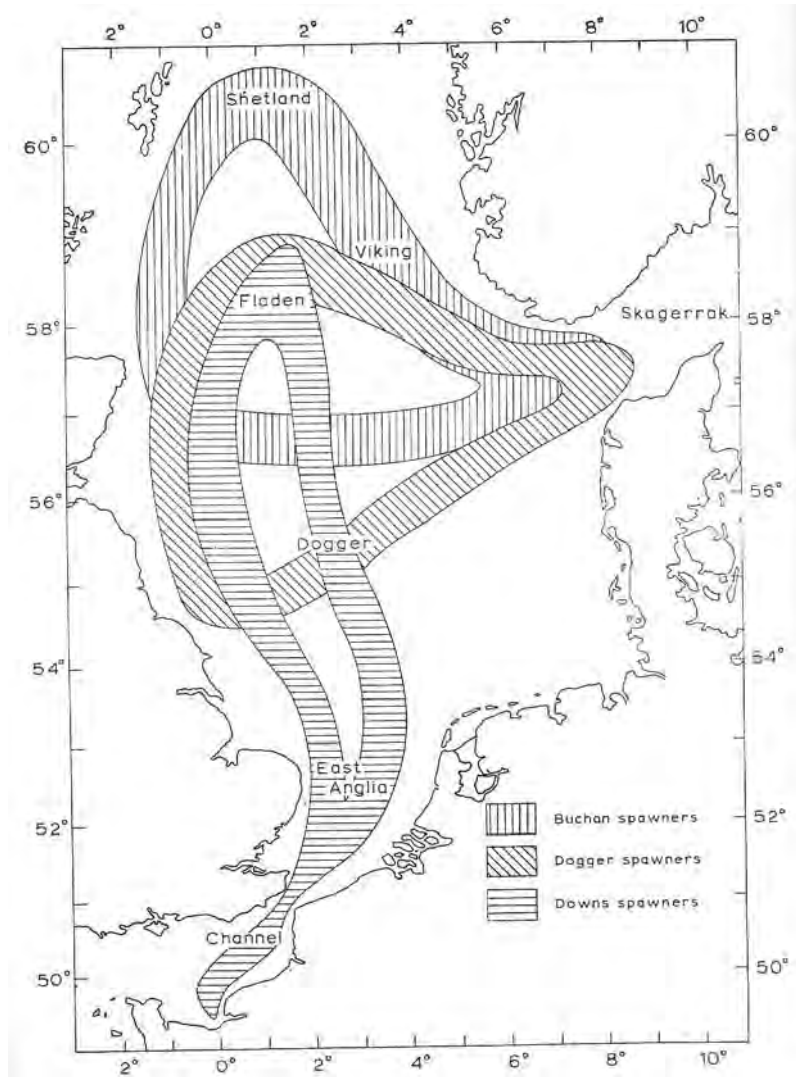 2° 0° 2° 4° 6° 8° 10°
Shetland
60° 60°
Viking
Fladen
Skagerrak
58° 58°
56° 56°
Dogger
54° 54°
East
Anglia
52° 52°
Buchan spawners
Dogger spawners
Downs spawners
Channel
50° 50°
2° 0° 2° 4° 6° 8° 10°